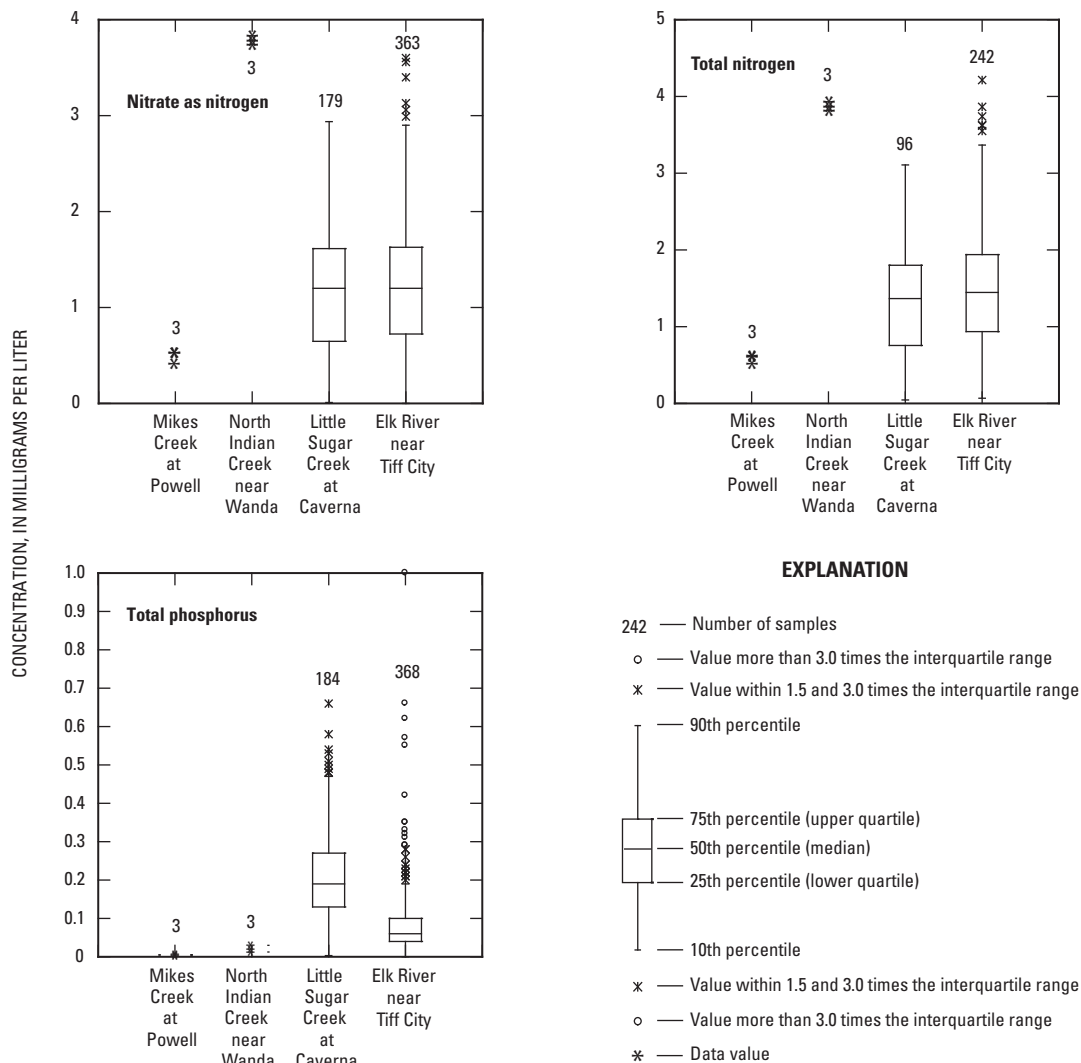 CONCENTRATION, IN MILLIGRAMS PER LITER
4
3
2
1
0
Nitrate as nitrogen
3
3
179
363
Mikes
Creek
at
Powell
North
Indian
Creek
near
Wanda
Little
Sugar
Creek
at
Caverna
Elk River
near
Tiff City
5
4
3
2
1
0
Total nitrogen
3
3
96
242
Mikes
Creek
at
Powell
North
Indian
Creek
near
Wanda
Little
Sugar
Creek
at
Caverna
Elk River
near
Tiff City
1.0
0.9
0.8
0.7
0.6
0.5
0.4
0.3
0.2
0.1
0
Total phosphorus
3
3
184
368
Mikes
Creek
at
Powell
North
Indian
Creek
near
Wanda
Little
Sugar
Creek
at
Caverna
Elk River
near
Tiff City
EXPLANATION
242 Number of samples
Value more than 3.0 times the interquartile range
Value within 1.5 and 3.0 times the interquartile range
90th percentile
75th percentile (upper quartile)
50th percentile (median)
25th percentile (lower quartile)
10th percentile
Value within 1.5 and 3.0 times the interquartile range
Value more than 3.0 times the interquartile range
Data value